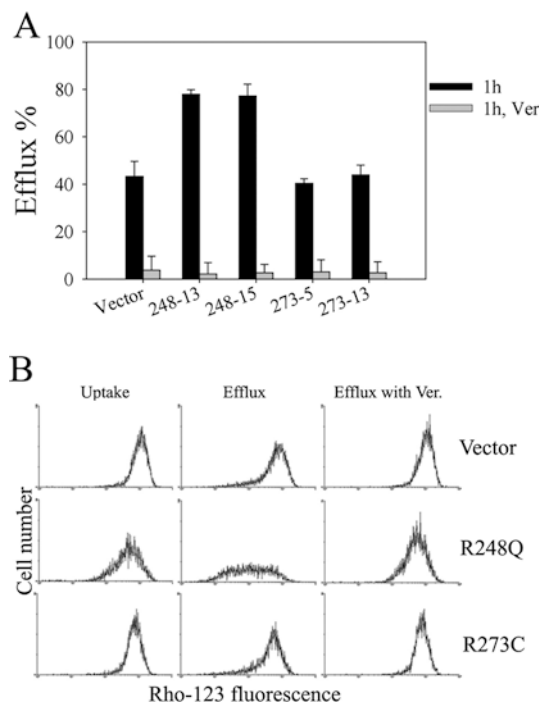 A
100
80
60
40
20
0
Efflux %
1h
1h, Ver
Vector
248-13
248-15
273-5
273-13
B
Uptake
Efflux
Efflux with Ver.
Cell number
Vector
R248Q
R273C
Rho-123 fluorescence